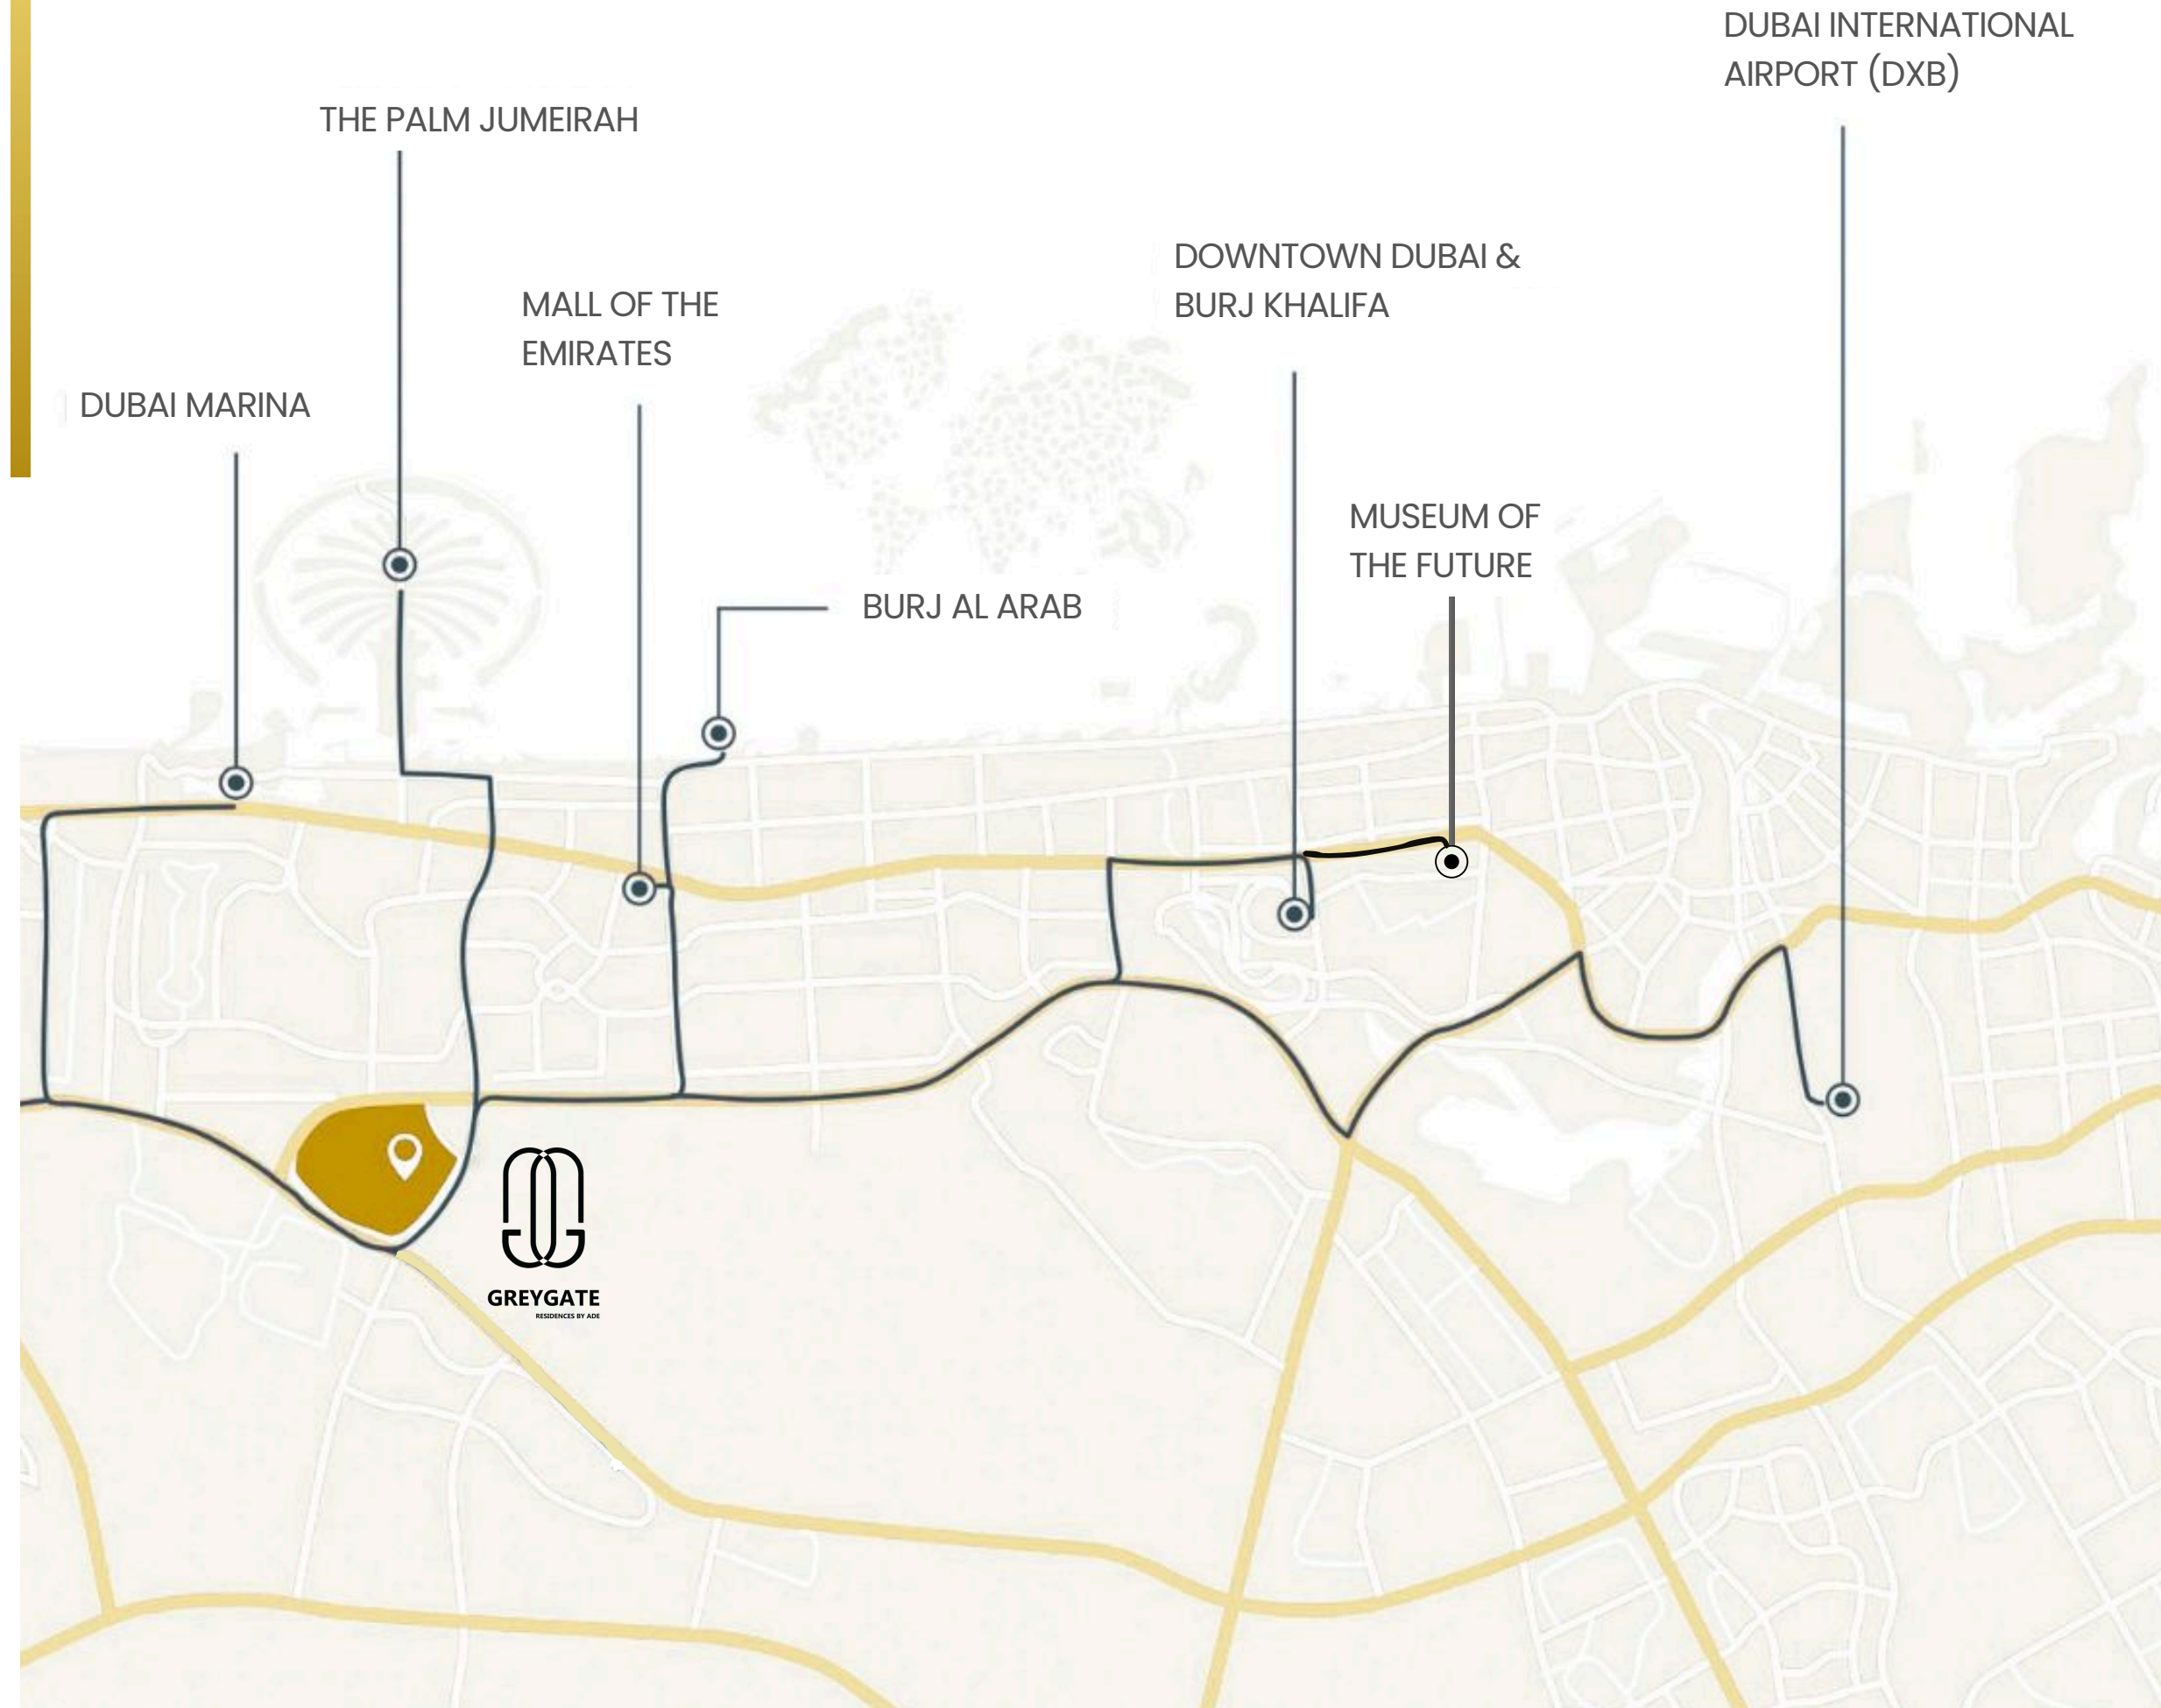 DUBAI INTERNATIONAL
AIRPORT (DXB)
THE PALM JUMEIRAH
DOWNTOWN DUBAI &
BURJ KHALIFA
MALL OF THE
EMIRATES
DUBAI MARINA
MUSEUM OF
THE FUTURE
BURJ AL ARAB
GREYGATE
RESIDENCES BY ADE